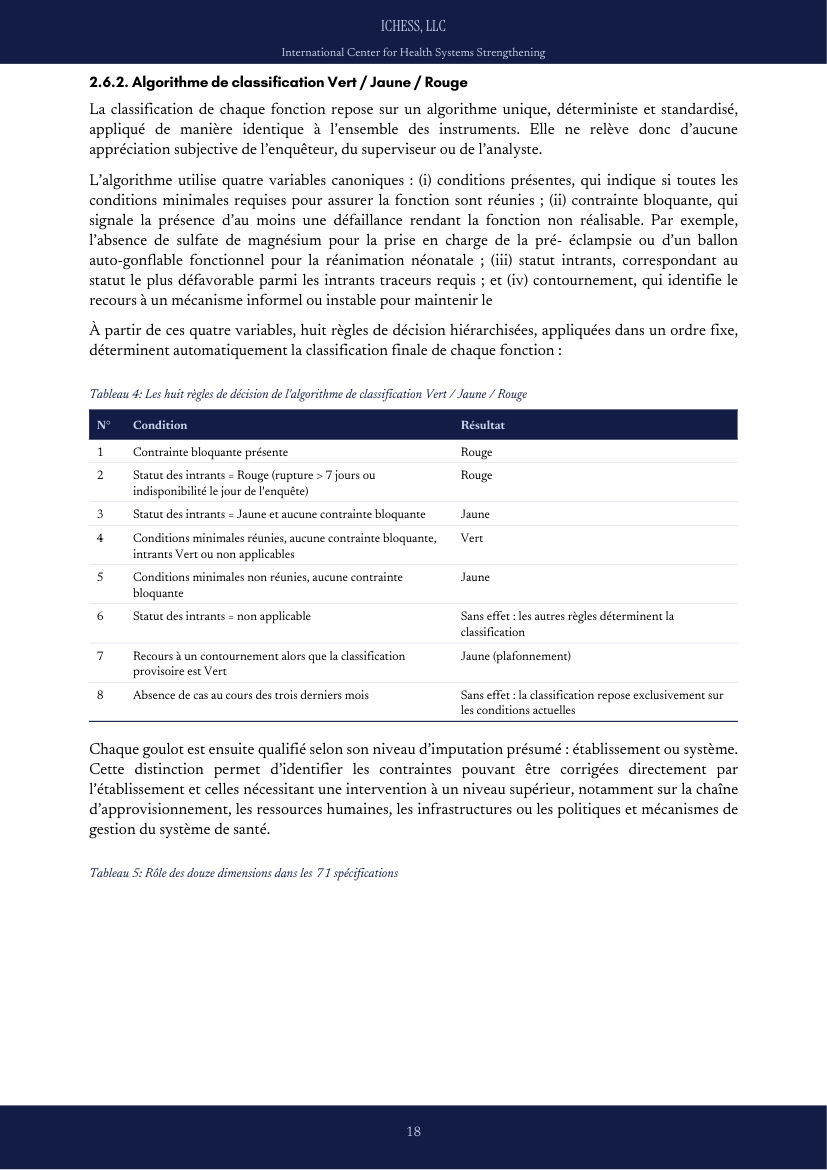 ICHESS, LLC
International Center for Health Systems Strengthening
2.6.2. Algorithme de classification Vert / Jaune / Rouge
La classification de chaque fonction repose sur un algorithme unique, déterministe et standardisé,
appliqué de manière identique à l’ensemble des instruments. Elle ne relève donc d’aucune
appréciation subjective de l’enquêteur, du superviseur ou de l’analyste.
L’algorithme utilise quatre variables canoniques : (i) conditions présentes, qui indique si toutes les
conditions minimales requises pour assurer la fonction sont réunies ; (ii) contrainte bloquante, qui
signale la présence d’au moins une défaillance rendant la fonction non réalisable. Par exemple,
l’absence de sulfate de magnésium pour la prise en charge de la pré- éclampsie ou d’un ballon
auto-gonflable fonctionnel pour la réanimation néonatale ; (iii) statut intrants, correspondant au
statut le plus défavorable parmi les intrants traceurs requis ; et (iv) contournement, qui identifie le
recours à un mécanisme informel ou instable pour maintenir le
À partir de ces quatre variables, huit règles de décision hiérarchisées, appliquées dans un ordre fixe,
déterminent automatiquement la classification finale de chaque fonction :
Tableau 4: Les huit règles de décision de l'algorithme de classification Vert / Jaune / Rouge
N° Condition Résultat
1 Contrainte bloquante présente Rouge
2 Statut des intrants = Rouge (rupture > 7 jours ou Rouge
indisponibilité le jour de l'enquête)
3 Statut des intrants = Jaune et aucune contrainte bloquante Jaune
4 Conditions minimales réunies, aucune contrainte bloquante, Vert
intrants Vert ou non applicables
5 Conditions minimales non réunies, aucune contrainte Jaune
bloquante
6 Statut des intrants = non applicable Sans effet : les autres règles déterminent la
classification
7 Recours à un contournement alors que la classification Jaune (plafonnement)
provisoire est Vert
8 Absence de cas au cours des trois derniers mois Sans effet : la classification repose exclusivement sur
les conditions actuelles
Chaque goulot est ensuite qualifié selon son niveau d’imputation présumé : établissement ou système.
Cette distinction permet d’identifier les contraintes pouvant être corrigées directement par
l’établissement et celles nécessitant une intervention à un niveau supérieur, notamment sur la chaîne
d’approvisionnement, les ressources humaines, les infrastructures ou les politiques et mécanismes de
gestion du système de santé.
Tableau 5: Rôle des douze dimensions dans les 71 spécifications
18